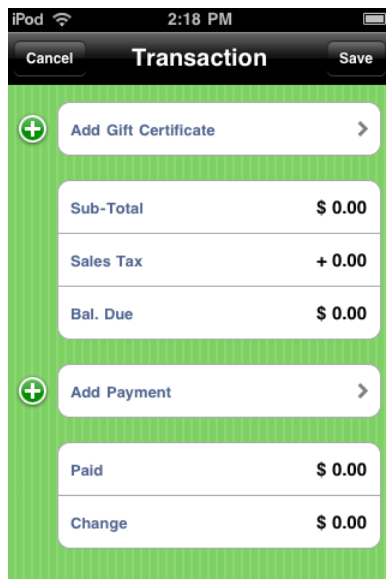 iPod 2:18 PM
Cancel Transaction Save
Add Gift Certificate
Sub-Total $ 0.00
Sales Tax + 0.00
Bal. Due $ 0.00
Add Payment
Paid $ 0.00
Change $ 0.00